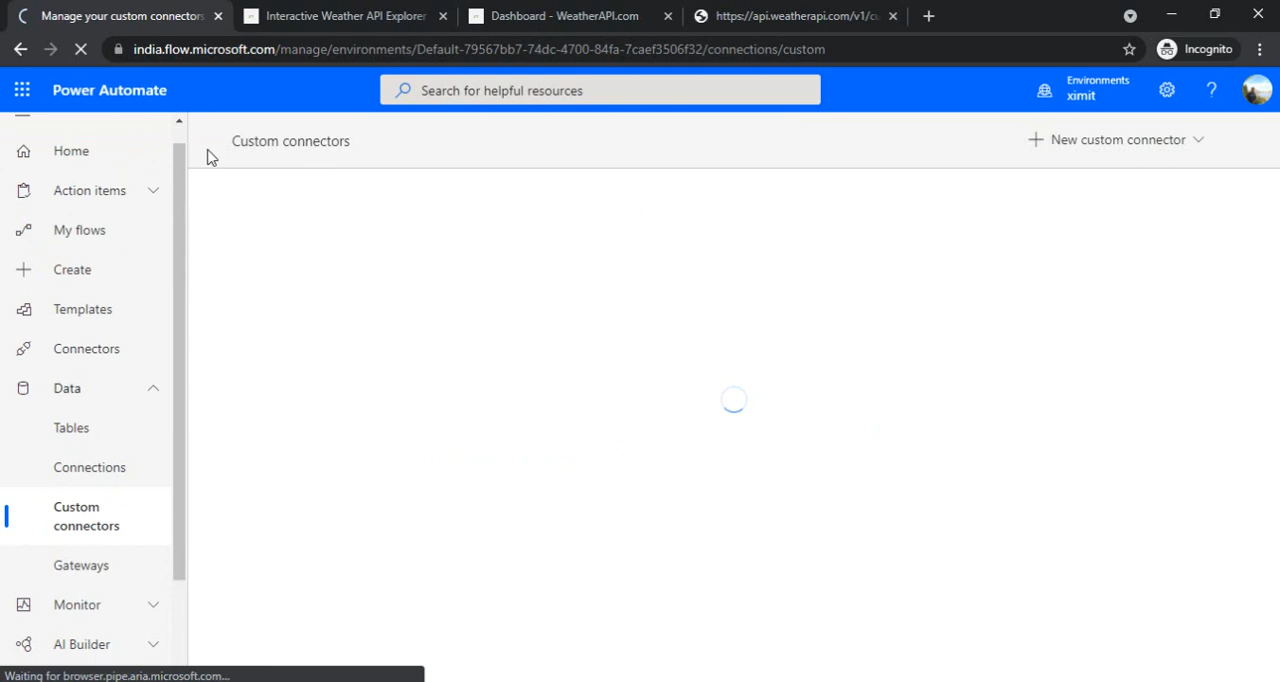 Manage your custom connectors
Interactive Weather API Explorer
Dashboard - WeatherAPI.com
https://api.weatherapi.com/v1/cu
india.flow.microsoft.com/manage/environments/Default-79567bb7-74dc-4700-84fa-7caef3506f32/connections/custom
Incognito
Power Automate
Search for helpful resources
Environments
ximit
Custom connectors
New custom connector
Home
Action items
My flows
Create
Templates
Connectors
Data
Tables
Connections
Custom
connectors
Gateways
Monitor
AI Builder
Waiting for browser.pipe.aria.microsoft.com...